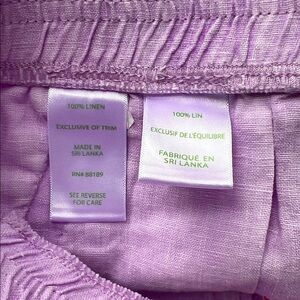 100% LINEN
EXCLUSIVE OF TRIM
MADE IN
SRI LANKA
RN# 88189
SEE REVERSE
FOR CARE
100% LIN
EXCLUSIF DE L'ÉQUILIBRE
FABRIQUÉ EN
SRI LANKA